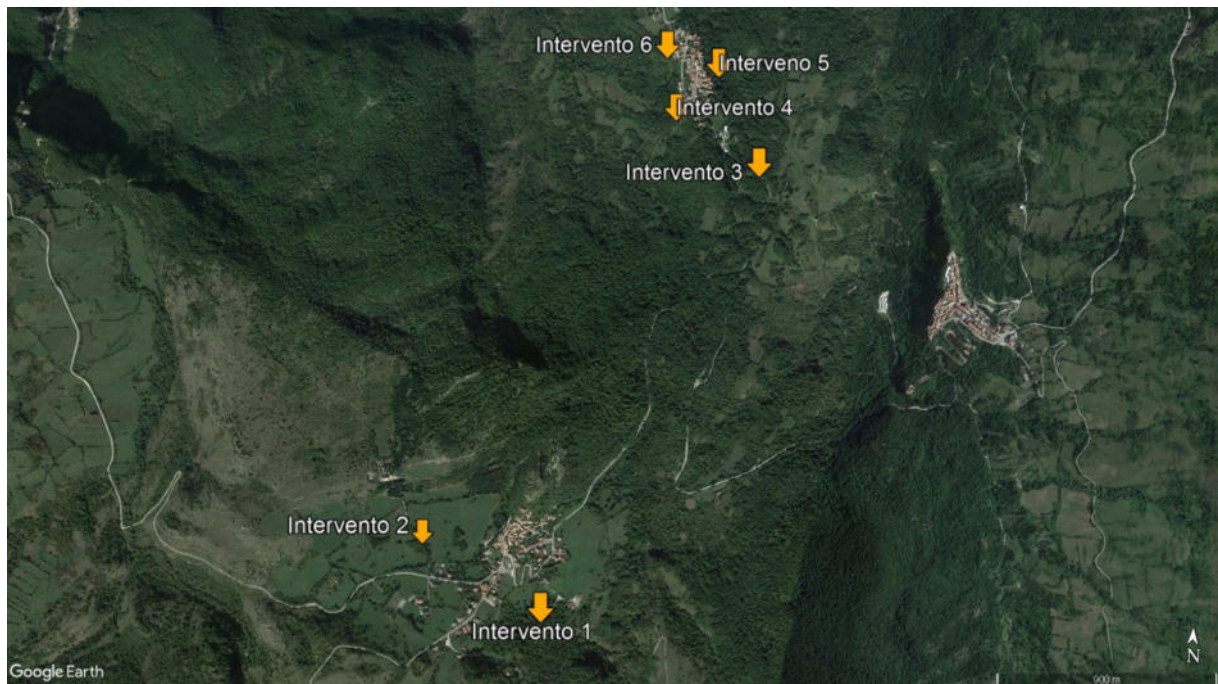 Intervento 6
Interveno 5
Intervento 4
Intervento 3
Intervento 2
Intervento 1
N
Google Earth
900 m